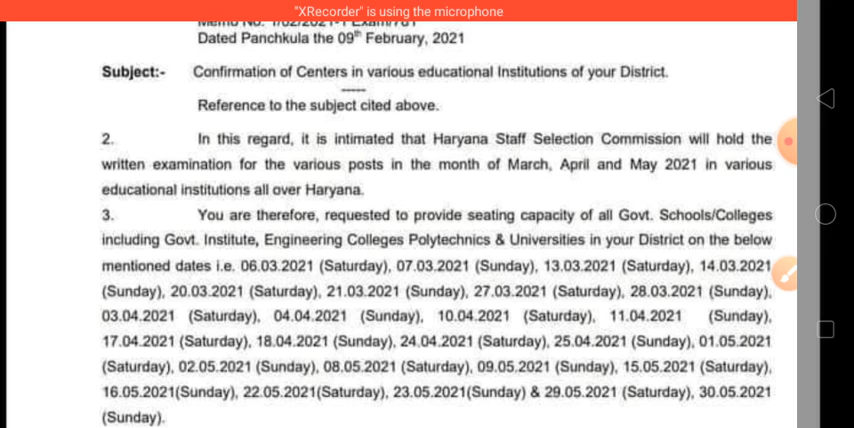 "XRecorder" is using the microphone
Dated Panchkula the 09th February, 2021
Subject:- Confirmation of Centers in various educational Institutions of your District.
-----
Reference to the subject cited above.
2. In this regard, it is intimated that Haryana Staff Selection Commission will hold the
written examination for the various posts in the month of March, April and May 2021 in various
educational institutions all over Haryana.
3. You are therefore, requested to provide seating capacity of all Govt. Schools/Colleges
including Govt. Institute, Engineering Colleges Polytechnics & Universities in your District on the below
mentioned dates i.e. 06.03.2021 (Saturday), 07.03.2021 (Sunday), 13.03.2021 (Saturday), 14.03.2021
(Sunday), 20.03.2021 (Saturday), 21.03.2021 (Sunday), 27.03.2021 (Saturday), 28.03.2021 (Sunday),
03.04.2021 (Saturday), 04.04.2021 (Sunday), 10.04.2021 (Saturday), 11.04.2021 (Sunday),
17.04.2021 (Saturday), 18.04.2021 (Sunday), 24.04.2021 (Saturday), 25.04.2021 (Sunday), 01.05.2021
(Saturday), 02.05.2021 (Sunday), 08.05.2021 (Saturday), 09.05.2021 (Sunday), 15.05.2021 (Saturday),
16.05.2021(Sunday), 22.05.2021(Saturday), 23.05.2021(Sunday) & 29.05.2021 (Saturday), 30.05.2021
(Sunday).